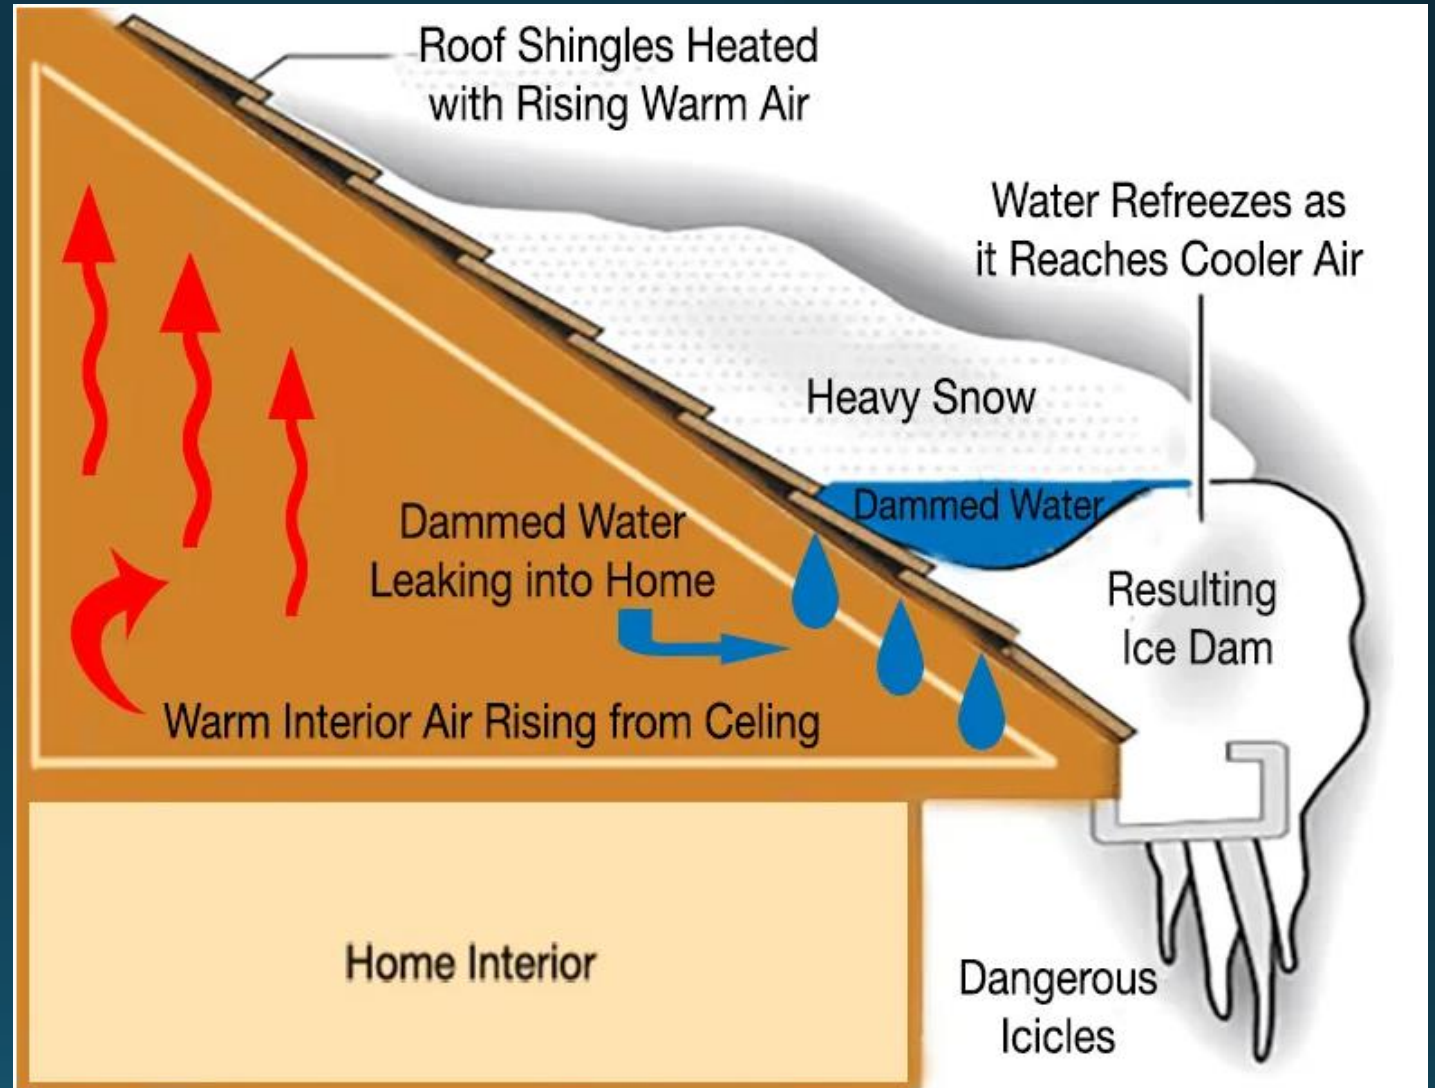 Roof Shingles Heated
with Rising Warm Air
Water Refreezes as
it Reaches Cooler Air
Heavy Snow
Dammed Water
Dammed Water
Leaking into Home
Resulting
Ice Dam
Warm Interior Air Rising from Celing
Home Interior
Dangerous
Icicles